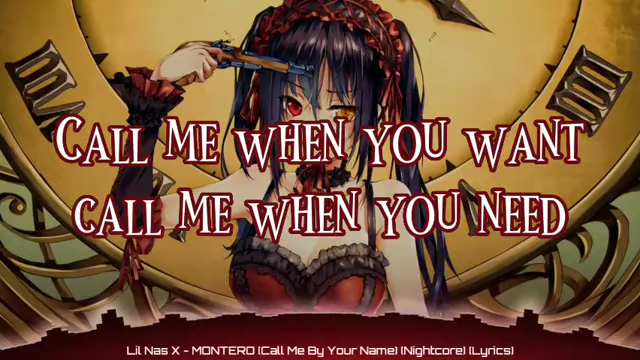 Call me when you want
call me when you need
Lil Nas X - MONTERO (Call Me By Your Name) (Nightcore) (Lyrics)